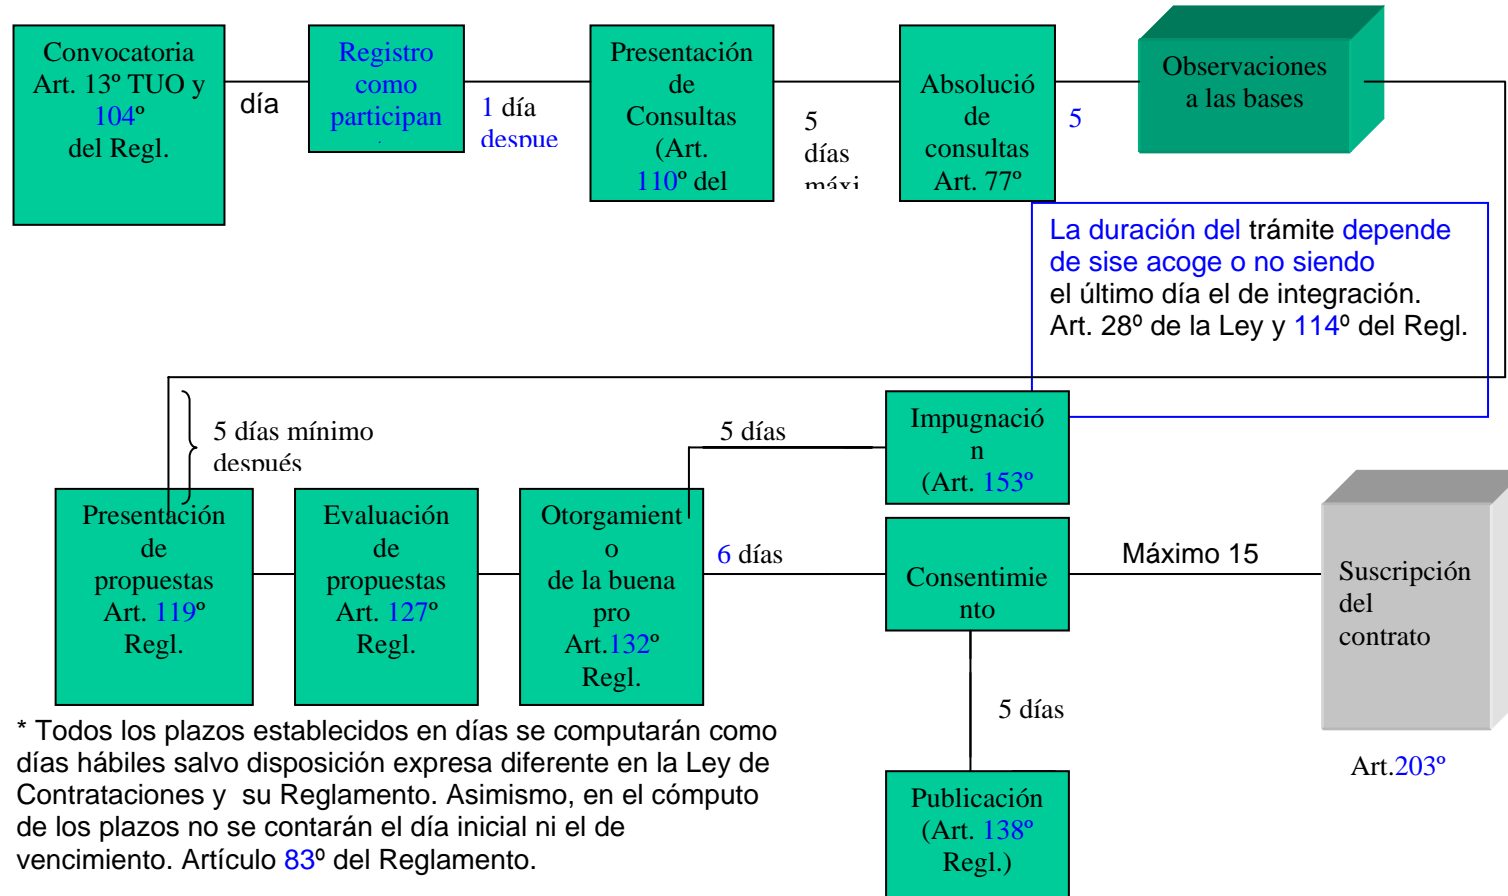 Convocatoria
Art. 13º TUO y
104º
del Regl.
día
Registro
como
participan
1 día
despue
Presentación
de
Consultas
(Art.
110º del
5
días
máxi
Absolució
de
consultas
Art. 77º
5
Observaciones
a las bases
La duración del trámite depende
de sise acoge o no siendo
el último día el de integración.
Art. 28º de la Ley y 114º del Regl.
5 días mínimo
después
Presentación
de
propuestas
Art. 119º
Regl.
Evaluación
de
propuestas
Art. 127º
Regl.
Otorgamient
o
de la buena
pro
Art.132º
Regl.
5 días
Impugnació
n
(Art. 153º
6 días
Consentimie
nto
Máximo 15
Suscripción
del
contrato
Art.203º
5 días
Publicación
(Art. 138º
Regl.)
* Todos los plazos establecidos en días se computarán como
días hábiles salvo disposición expresa diferente en la Ley de
Contrataciones y su Reglamento. Asimismo, en el cómputo
de los plazos no se contarán el día inicial ni el de
vencimiento. Artículo 83º del Reglamento.